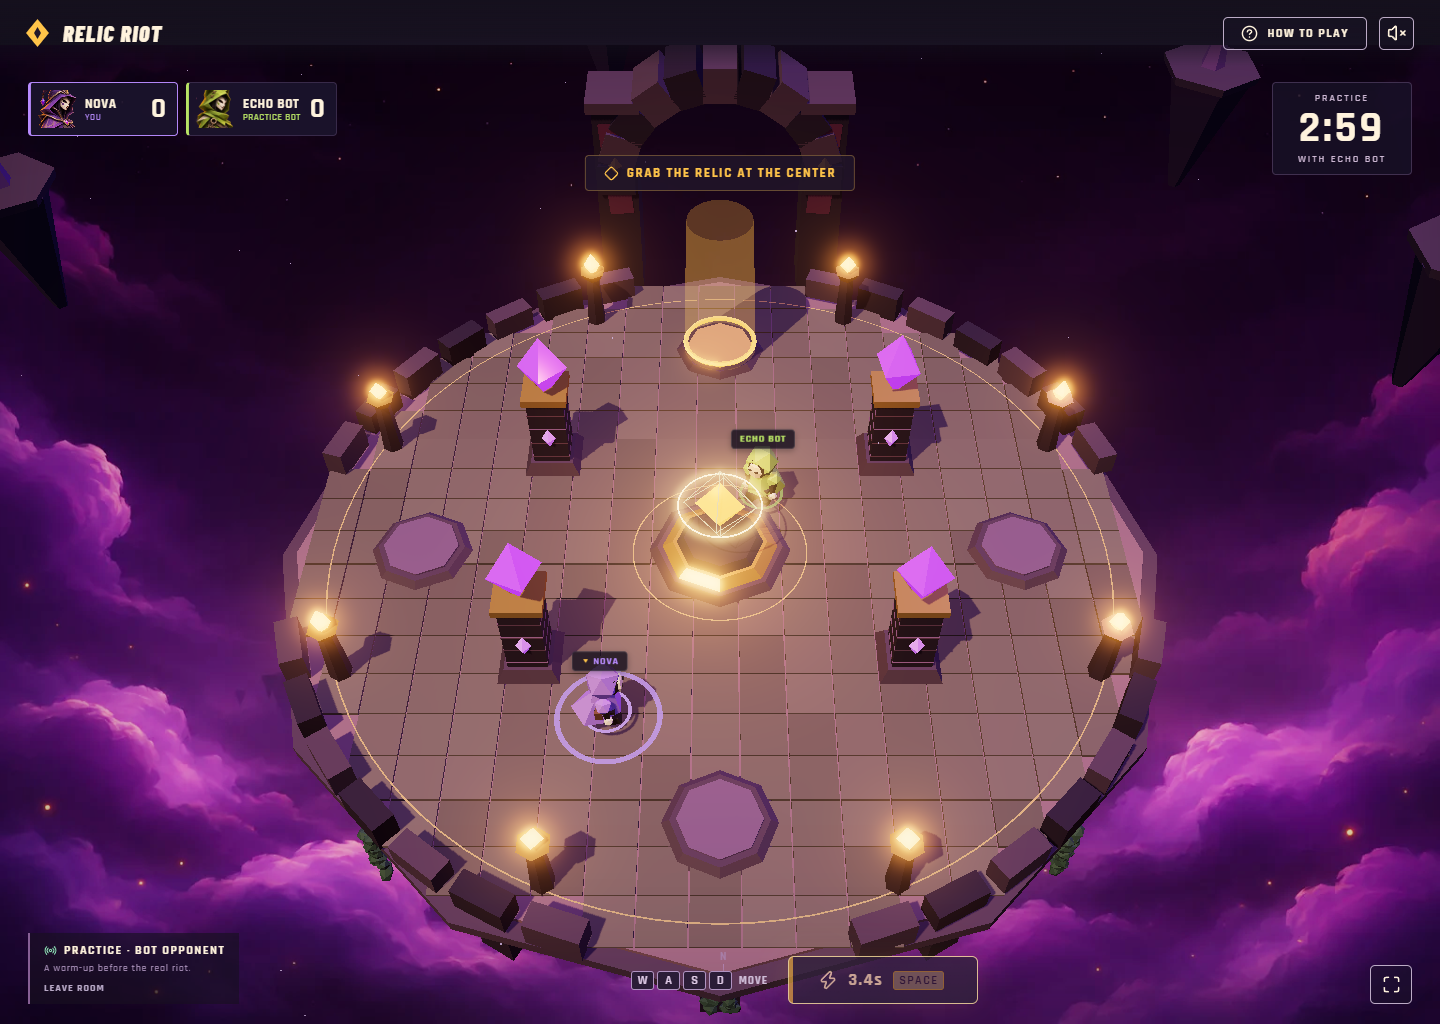 RELIC RIOT
HOW TO PLAY
NOVA
YOU
0
ECHO BOT
PRACTICE BOT
0
PRACTICE
2:59
WITH ECHO BOT
GRAB THE RELIC AT THE CENTER
ECHO BOT
NOVA
PRACTICE · BOT OPPONENT
A warm-up before the real riot.
LEAVE ROOM
N
W A S D MOVE
3.4s SPACE